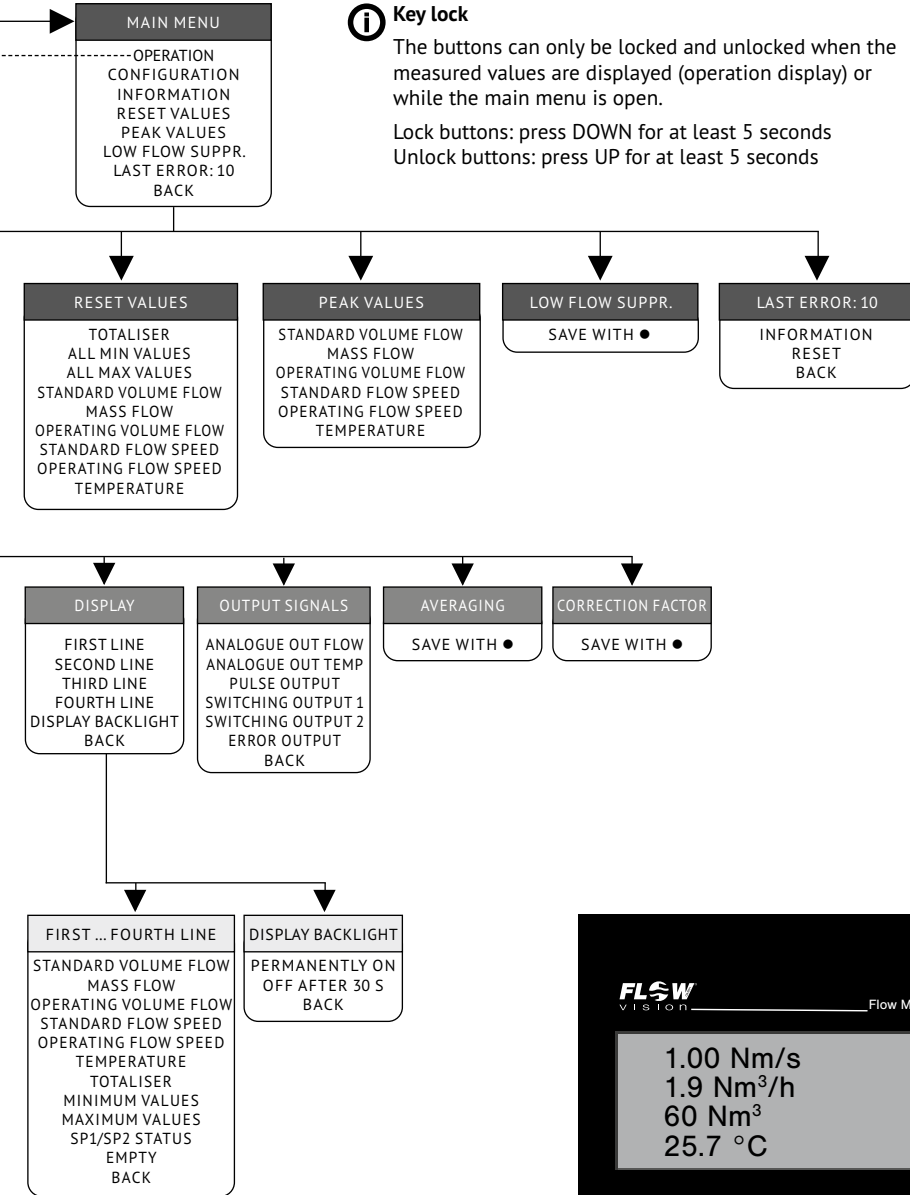 MAIN MENU
OPERATION
CONFIGURATION
INFORMATION
RESET VALUES
PEAK VALUES
LOW FLOW SUPPR.
LAST ERROR: 10
BACK
Key lock
The buttons can only be locked and unlocked when the
measured values are displayed (operation display) or
while the main menu is open.
Lock buttons: press DOWN for at least 5 seconds
Unlock buttons: press UP for at least 5 seconds
RESET VALUES
TOTALISER
ALL MIN VALUES
ALL MAX VALUES
STANDARD VOLUME FLOW
MASS FLOW
OPERATING VOLUME FLOW
STANDARD FLOW SPEED
OPERATING FLOW SPEED
TEMPERATURE
PEAK VALUES
STANDARD VOLUME FLOW
MASS FLOW
OPERATING VOLUME FLOW
STANDARD FLOW SPEED
OPERATING FLOW SPEED
TEMPERATURE
LOW FLOW SUPPR.
SAVE WITH ●
LAST ERROR: 10
INFORMATION
RESET
BACK
DISPLAY
FIRST LINE
SECOND LINE
THIRD LINE
FOURTH LINE
DISPLAY BACKLIGHT
BACK
OUTPUT SIGNALS
ANALOGUE OUT FLOW
ANALOGUE OUT TEMP
PULSE OUTPUT
SWITCHING OUTPUT 1
SWITCHING OUTPUT 2
ERROR OUTPUT
BACK
AVERAGING
SAVE WITH ●
CORRECTION FACTOR
SAVE WITH ●
FIRST ... FOURTH LINE
STANDARD VOLUME FLOW
MASS FLOW
OPERATING VOLUME FLOW
STANDARD FLOW SPEED
OPERATING FLOW SPEED
TEMPERATURE
TOTALISER
MINIMUM VALUES
MAXIMUM VALUES
SP1/SP2 STATUS
EMPTY
BACK
DISPLAY BACKLIGHT
PERMANENTLY ON
OFF AFTER 30 S
BACK
FLOW
vision
Flow M
1.00 Nm/s
1.9 Nm³/h
60 Nm³
25.7 °C